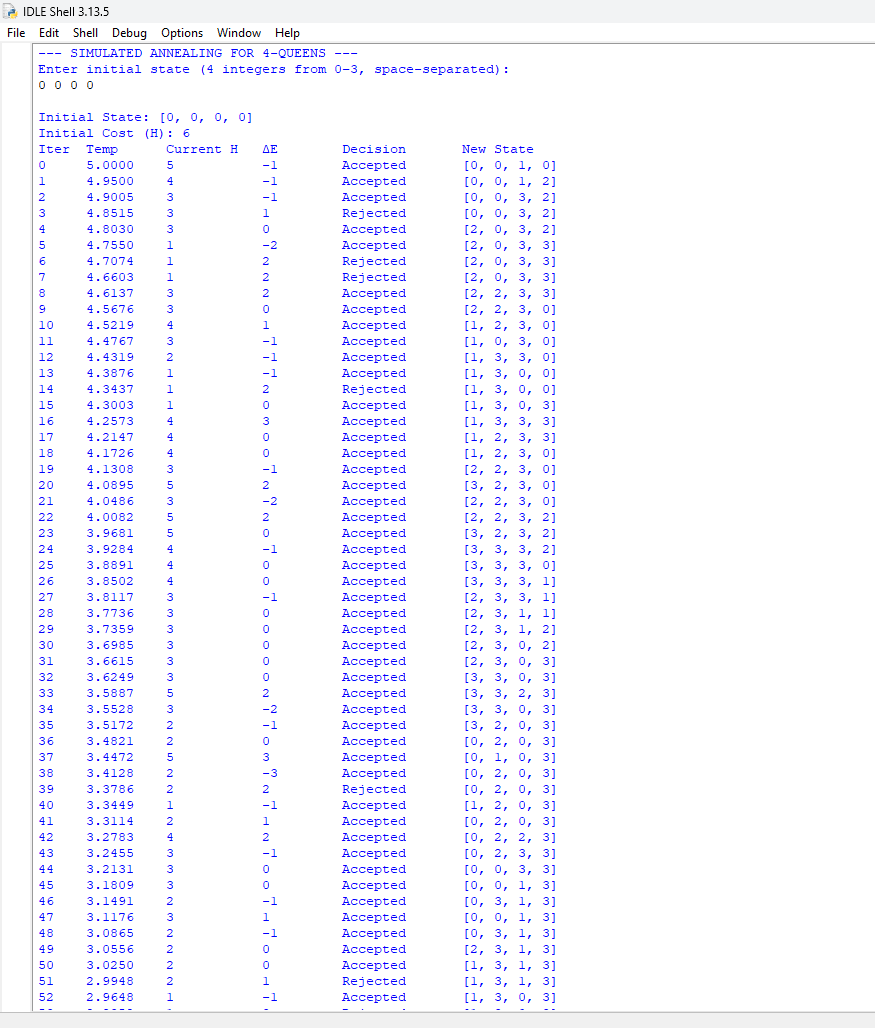 IDLE Shell 3.13.5
File Edit Shell Debug Options Window Help
--- SIMULATED ANNEALING FOR 4-QUEENS ---
Enter initial state (4 integers from 0-3, space-separated):
0 0 0 0
Initial State: [0, 0, 0, 0]
Initial Cost (H): 6
Iter Temp Current H ΔE Decision New State
0 5.0000 5 -1 Accepted [0, 0, 1, 0]
1 4.9500 4 -1 Accepted [0, 0, 1, 2]
2 4.9005 3 -1 Accepted [0, 0, 3, 2]
3 4.8515 3 1 Rejected [0, 0, 3, 2]
4 4.8030 3 0 Accepted [2, 0, 3, 2]
5 4.7550 1 -2 Accepted [2, 0, 3, 3]
6 4.7074 1 2 Rejected [2, 0, 3, 3]
7 4.6603 1 2 Rejected [2, 0, 3, 3]
8 4.6137 3 2 Accepted [2, 2, 3, 3]
9 4.5676 3 0 Accepted [2, 2, 3, 0]
10 4.5219 4 1 Accepted [1, 2, 3, 0]
11 4.4767 3 -1 Accepted [1, 0, 3, 0]
12 4.4319 2 -1 Accepted [1, 3, 3, 0]
13 4.3876 1 -1 Accepted [1, 3, 0, 0]
14 4.3437 1 2 Rejected [1, 3, 0, 0]
15 4.3003 1 0 Accepted [1, 3, 0, 3]
16 4.2573 4 3 Accepted [1, 3, 3, 3]
17 4.2147 4 0 Accepted [1, 2, 3, 3]
18 4.1726 4 0 Accepted [1, 2, 3, 0]
19 4.1308 3 -1 Accepted [2, 2, 3, 0]
20 4.0895 5 2 Accepted [3, 2, 3, 0]
21 4.0486 3 -2 Accepted [2, 2, 3, 0]
22 4.0082 5 2 Accepted [2, 2, 3, 2]
23 3.9681 5 0 Accepted [3, 2, 3, 2]
24 3.9284 4 -1 Accepted [3, 3, 3, 2]
25 3.8891 4 0 Accepted [3, 3, 3, 0]
26 3.8502 4 0 Accepted [3, 3, 3, 1]
27 3.8117 3 -1 Accepted [2, 3, 3, 1]
28 3.7736 3 0 Accepted [2, 3, 1, 1]
29 3.7359 3 0 Accepted [2, 3, 1, 2]
30 3.6985 3 0 Accepted [2, 3, 0, 2]
31 3.6615 3 0 Accepted [2, 3, 0, 3]
32 3.6249 3 0 Accepted [3, 3, 0, 3]
33 3.5887 5 2 Accepted [3, 3, 2, 3]
34 3.5528 3 -2 Accepted [3, 3, 0, 3]
35 3.5172 2 -1 Accepted [3, 2, 0, 3]
36 3.4821 2 0 Accepted [0, 2, 0, 3]
37 3.4472 5 3 Accepted [0, 1, 0, 3]
38 3.4128 2 -3 Accepted [0, 2, 0, 3]
39 3.3786 2 2 Rejected [0, 2, 0, 3]
40 3.3449 1 -1 Accepted [1, 2, 0, 3]
41 3.3114 2 1 Accepted [0, 2, 0, 3]
42 3.2783 4 2 Accepted [0, 2, 2, 3]
43 3.2455 3 -1 Accepted [0, 2, 3, 3]
44 3.2131 3 0 Accepted [0, 0, 3, 3]
45 3.1809 3 0 Accepted [0, 0, 1, 3]
46 3.1491 2 -1 Accepted [0, 3, 1, 3]
47 3.1176 3 1 Accepted [0, 0, 1, 3]
48 3.0865 2 -1 Accepted [0, 3, 1, 3]
49 3.0556 2 0 Accepted [2, 3, 1, 3]
50 3.0250 2 0 Accepted [1, 3, 1, 3]
51 2.9948 2 1 Rejected [1, 3, 1, 3]
52 2.9648 1 -1 Accepted [1, 3, 0, 3]